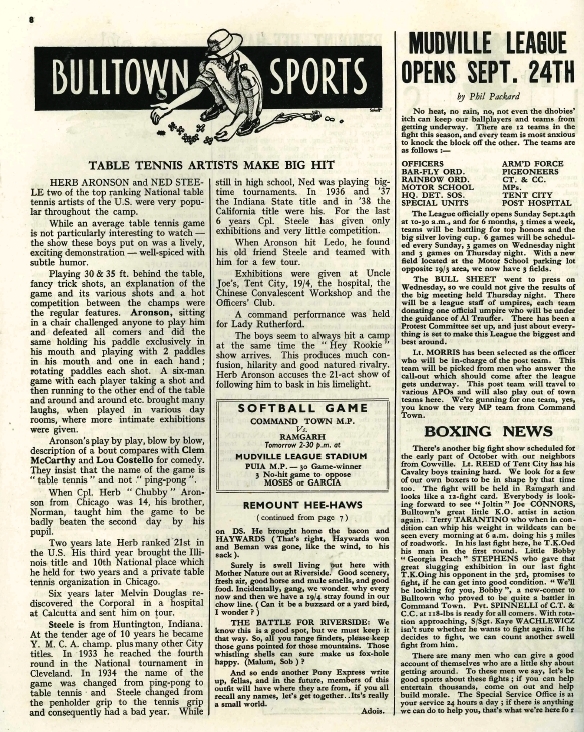 8
BULLTOWN SPORTS
TABLE TENNIS ARTISTS MAKE BIG HIT
HERB ARONSON and NED STEE-
LE two of the top ranking National table
tennis artists of the U.S. were very popu-
lar throughout the camp.
While an average table tennis game
is not particularly interesting to watch —
the show these boys put on was a lively,
exciting demonstration — well-spiced with
subtle humor.
Playing 30 & 35 ft. behind the table,
fancy trick shots, an explanation of the
game and its various shots and a hot
competition between the champs were
the regular features. Aronson, sitting
in a chair challenged anyone to play him
and defeated all comers and did the
same holding his paddle exclusively in
his mouth and playing with 2 paddles
in his mouth and one in each hand;
rotating paddles each shot. A six-man
game with each player taking a shot and
then running to the other end of the table
and around and around etc. brought many
laughs, when played in various day
rooms, where more intimate exhibitions
were given.
Aronson's play by play, blow by blow,
description of a bout compares with Clem
McCarthy and Lou Costello for comedy.
They insist that the name of the game is
" table tennis " and not " ping-pong ".
When Cpl. Herb " Chubby " Aron-
son from Chicago was 14, his brother,
Norman, taught him the game to be
badly beaten the second day by his
pupil.
Two years late Herb ranked 21st in
the U.S. His third year brought the Illi-
nois title and 10th National place which
he held for two years and a private table
tennis organization in Chicago.
Six years later Melvin Douglas re-
discovered the Corporal in a hospital
at Calcutta and sent him on tour.
Steele is from Huntington, Indiana.
At the tender age of 10 years he became
Y. M. C. A. champ. plus many other City
titles. In 1933 he reached the fourth
round in the National tournament in
Cleveland. In 1934 the name of the
game was changed from ping-pong to
table tennis and Steele changed from
the penholder grip to the tennis grip
and consequently had a bad year. While
still in high school, Ned was playing big-
time tournaments. In 1936 and '37
the Indiana State title and in '38 the
California title were his. For the last
6 years Cpl. Steele has given only
exhibitions and very little competition.
When Aronson hit Ledo, he found
his old friend Steele and teamed with
him for a few tour.
Exhibitions were given at Uncle
Joe's, Tent City, 19/4, the hospital, the
Chinese Convalescent Workshop and the
Officers' Club.
A command performance was held
for Lady Rutherford.
The boys seem to always hit a camp
at the same time the " Hey Rookie "
show arrives. This produces much con-
fusion, hilarity and good natured rivalry.
Herb Aronson accuses the 21-act show of
following him to bask in his limelight.
SOFTBALL GAME
COMMAND TOWN M.P.
Vs.
RAMGARH
Tomorrow 2-30 p.m. at
MUDVILLE LEAGUE STADIUM
PUIA M.P. — 30 Game-winner
3 No-hit game to oppose
MOSES or GARCIA
REMOUNT HEE-HAWS
(continued from page 7)
on DS. He brought home the bacon and
HAYWARDS (That's right, Haywards won
and Beman was gone, like the wind, to his
sack).
Surely is swell living out here with
Mother Nature out at Riverside. Good scenery,
fresh air, good horse and mule smells, and good
food. Incidentally, gang, we wonder why every
now and then we have a 19/4 stay found in our
chow line. (Can it be a buzzard or a yard bird,
I wonder?)
THE BATTLE FOR RIVERSIDE: We
know this is a good spot, but we must keep it
that way. So, all you range finders, please keep
those guns pointed for those mountains. Those
whistling shells sure make us fox-hole
happy. (Malum, Sob)?
And so ends another Pony Express write
up, fellas, and in the future, members of this
outfit will have where they are from, if you all
recall any names, let's get together. It's really
a small world.
Adois.
MUDVILLE LEAGUE
OPENS SEPT. 24TH
by Phil Packard
No heat, no rain, no, not even the dhobies'
itch can keep our ballplayers and teams from
getting underway. There are 12 teams in the
fight this season, and every team is most anxious
to knock the block off the other. The teams are
as follows:—
OFFICERS ARM'D FORCE
BAR-FLY ORD. PIGEONEERS
RAINBOW ORD. CT. & CC.
MOTOR SCHOOL MPs.
HQ. DET. SOS. TENT CITY
SPECIAL UNITS POST HOSPITAL
The League officially opens Sunday Sept.24th
at 10-30 a.m., and for 6 months, 3 times a week,
teams will be battling for top honors and the
big silver loving cup. 6 games will be schedul-
ed every Sunday, 3 games on Wednesday night
and 3 games on Thursday night. With a new
field located at the Motor School parking lot
opposite 19/3 area, we now have 3 fields.
The BULL SHEET went to press on
Wednesday, so we could not give the results of
the big meeting held Thursday night. There
will be a league staff of umpires, each team
donating one official umpire who will be under
the guidance of Al Traufler. There has been a
Protest Committee set up, and just about every-
thing is set to make this League the biggest and
best around.
Lt. MORRIS has been selected as the officer
who will be in-charge of the post team. This
team will be picked from men who answer the
call-out which should come after the league
gets underway. This post team will travel to
various APOs and will also play out of town
teams here. We're gunning for one team, yes,
you know the very MP team from Command
Town.
BOXING NEWS
There's another big fight show scheduled for
the early part of October with our neighbors
from Conville. Lt. REED of Tent City has his
Cavalry boys training hard. We look for a few
of our own boxers to be in shape by that time
too. The fight will be held in Ramgarh and
looks like a 12-fight card. Everybody is look-
ing forward to see " Joltin " Joe CONNORS,
Bulltown's great little K.O. artist in action
again. Terry TARANTINO who when in con-
dition can whip his weight in wildcats can be
seen every morning at 6 a.m. doing his 3 miles
of roadwork. In his last fight here, he T.K.Oed
his man in the first round. Little Bobby
" Georgia Peach " STEPHENS who gave that
great slugging exhibition in our last fight
T.K.Oing his opponent in the 3rd, promises to
fight, if he can get into good condition. " We'll
be looking for you, Bobby ", a new-comer to
Bulltown who proved to be quite a battler in
Command Town. Pvt. SPINNELL of C.T. &
C.C. at 128-lbs is ready for all comers. With rota-
tion approaching, S/Sgt. Kaye WACHLEWICZ
isn't sure whether he wants to fight again. If he
decides to fight, we can count another swell
fight from him.
There are many men who can give a good
account of themselves who are a little shy about
getting around. To these men we say, let's be
good sports about these fights; if you can help
entertain thousands, come on out and help
build morale. The Special Service Office is at
your service 24 hours a day; if there is anything
we can do to help you, that's what we're here fo r